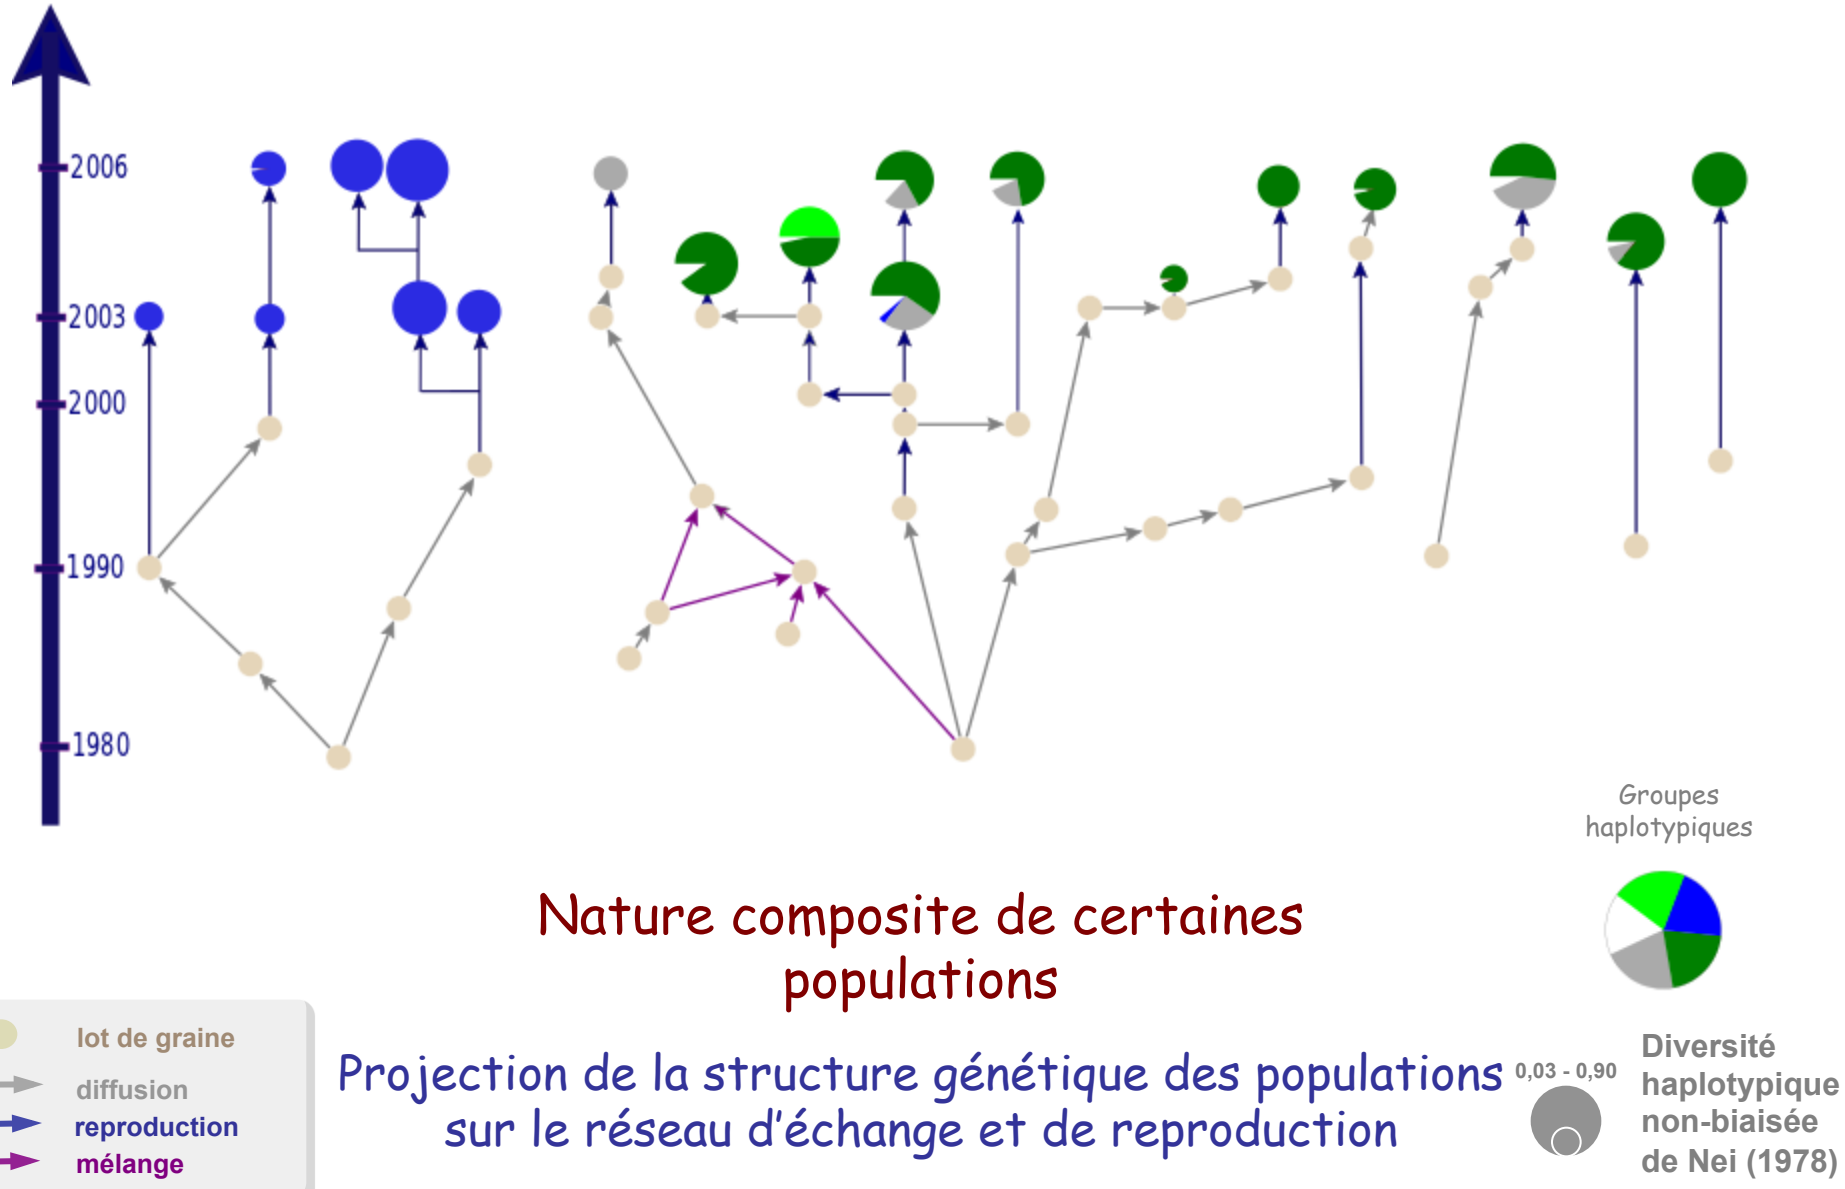 2006
2003
2000
1990
1980
Groupes
haplotypiques
Nature composite de certaines
populations
lot de graine
diffusion
reproduction
mélange
Projection de la structure génétique des populations
sur le réseau d'échange et de reproduction
0,03 - 0,90
Diversité
haplotypique
non-biaisée
de Nei (1978)